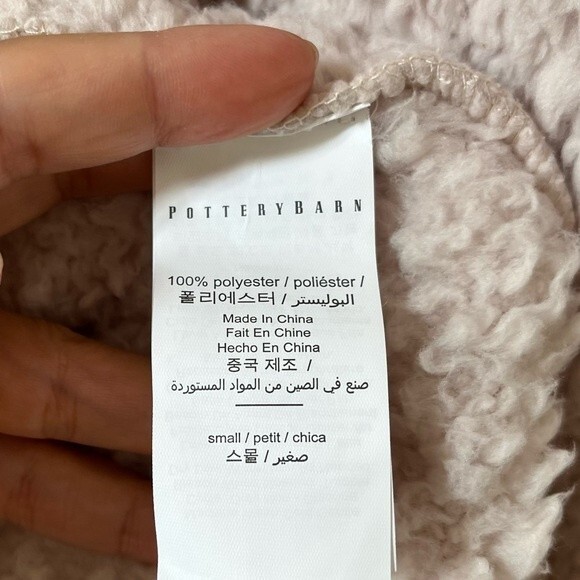 POTTERYBARN
100% polyester / poliéster /
폴리에스터 / البوليستر
Made In China
Fait En Chine
Hecho En China
중국 제조 /
صنع في الصين من المواد المستوردة
small / petit / chica
스몰 / صغير